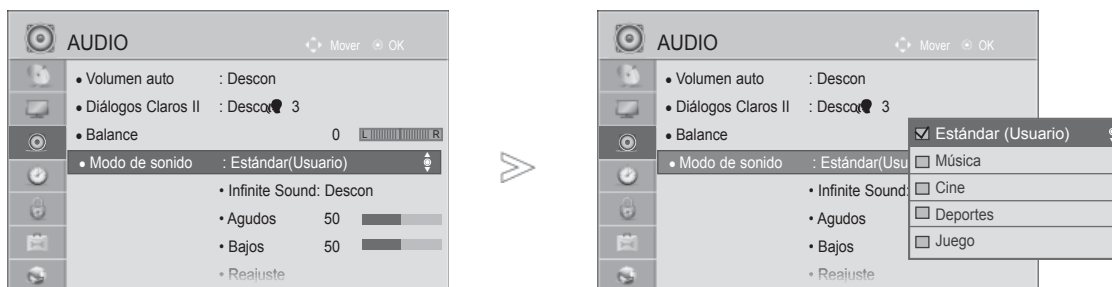 AUDIO
Mover OK
• Volumen auto : Descon
• Diálogos Claros II : Descon 3
• Balance 0 L R
• Modo de sonido : Estándar(Usuario)
• Infinite Sound: Descon
• Agudos 50
• Bajos 50
• Reajuste
AUDIO
Mover OK
• Volumen auto : Descon
• Diálogos Claros II : Descon 3
• Balance
• Modo de sonido : Estándar(Usu
• Infinite Sound:
• Agudos
• Bajos
• Reajuste
Estándar (Usuario)
Música
Cine
Deportes
Juego